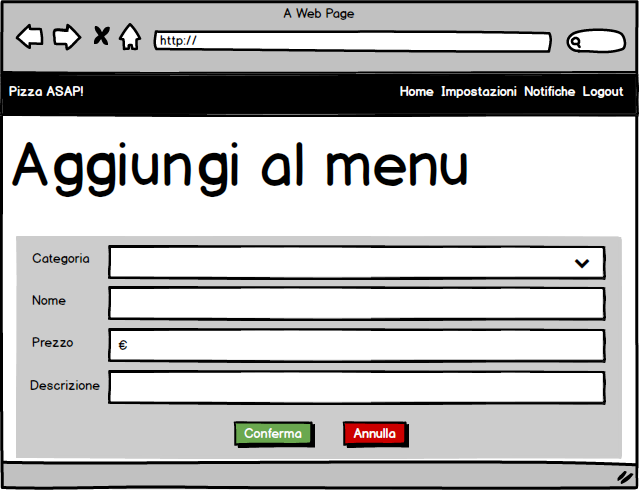 A Web Page
http://
Pizza ASAP!
Home Impostazioni Notifiche Logout
Aggiungi al menu
Categoria
Nome
Prezzo €
Descrizione
Conferma Annulla